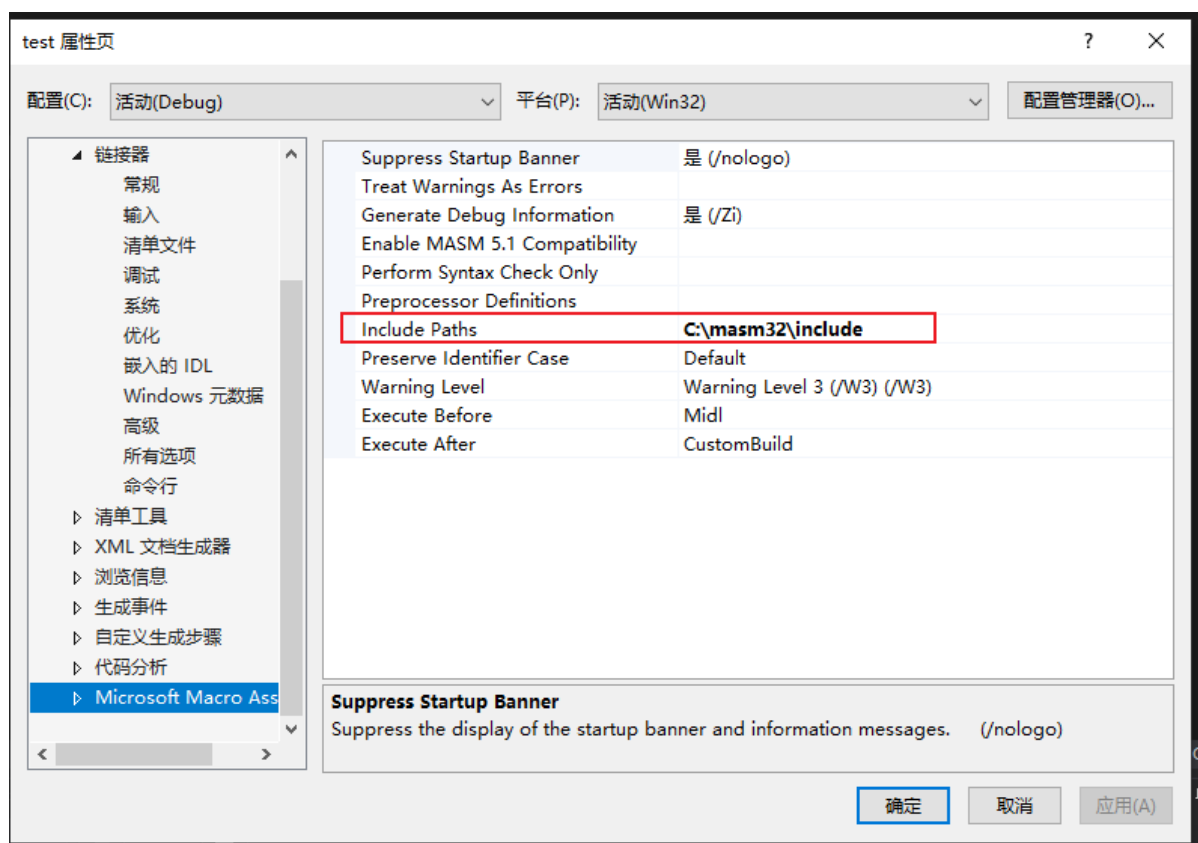 test 属性页
配置(C): 活动(Debug) 平台(P): 活动(Win32) 配置管理器(O)...
链接器
常规
输入
清单文件
调试
系统
优化
嵌入的 IDL
Windows 元数据
高级
所有选项
命令行
清单工具
XML 文档生成器
浏览信息
生成事件
自定义生成步骤
代码分析
Microsoft Macro Ass
Suppress Startup Banner 是 (/nologo)
Treat Warnings As Errors
Generate Debug Information 是 (/Zi)
Enable MASM 5.1 Compatibility
Perform Syntax Check Only
Preprocessor Definitions
Include Paths C:\masm32\include
Preserve Identifier Case Default
Warning Level Warning Level 3 (/W3) (/W3)
Execute Before Midl
Execute After CustomBuild
Suppress Startup Banner
Suppress the display of the startup banner and information messages. (/nologo)
确定 取消 应用(A)